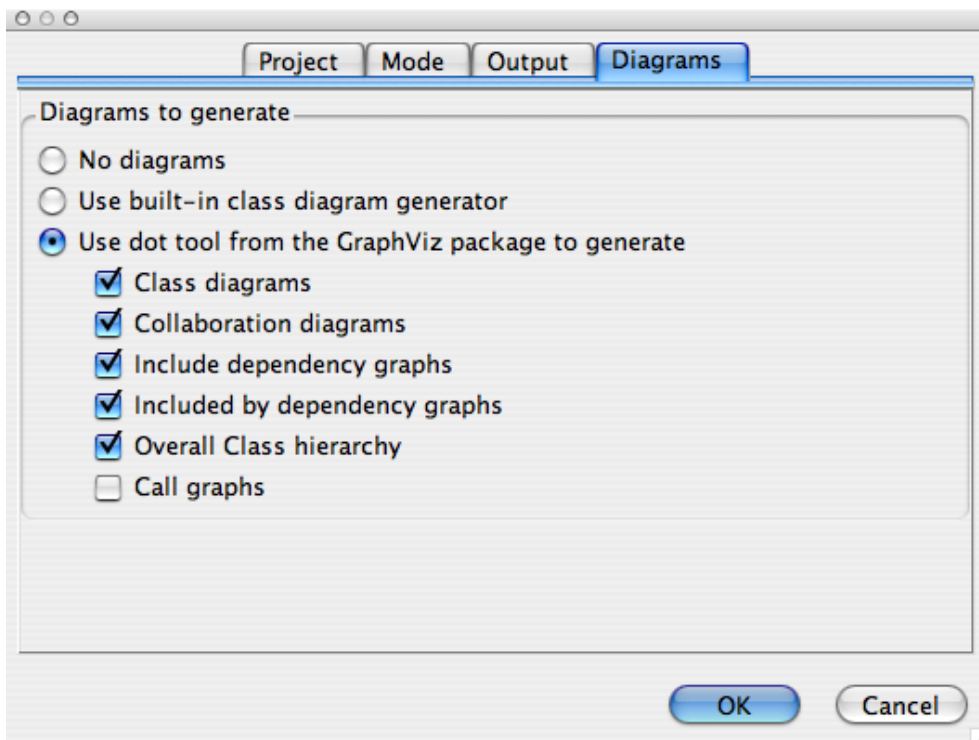 Project Mode Output Diagrams
Diagrams to generate
No diagrams
Use built-in class diagram generator
Use dot tool from the GraphViz package to generate
Class diagrams
Collaboration diagrams
Include dependency graphs
Included by dependency graphs
Overall Class hierarchy
Call graphs
OK Cancel